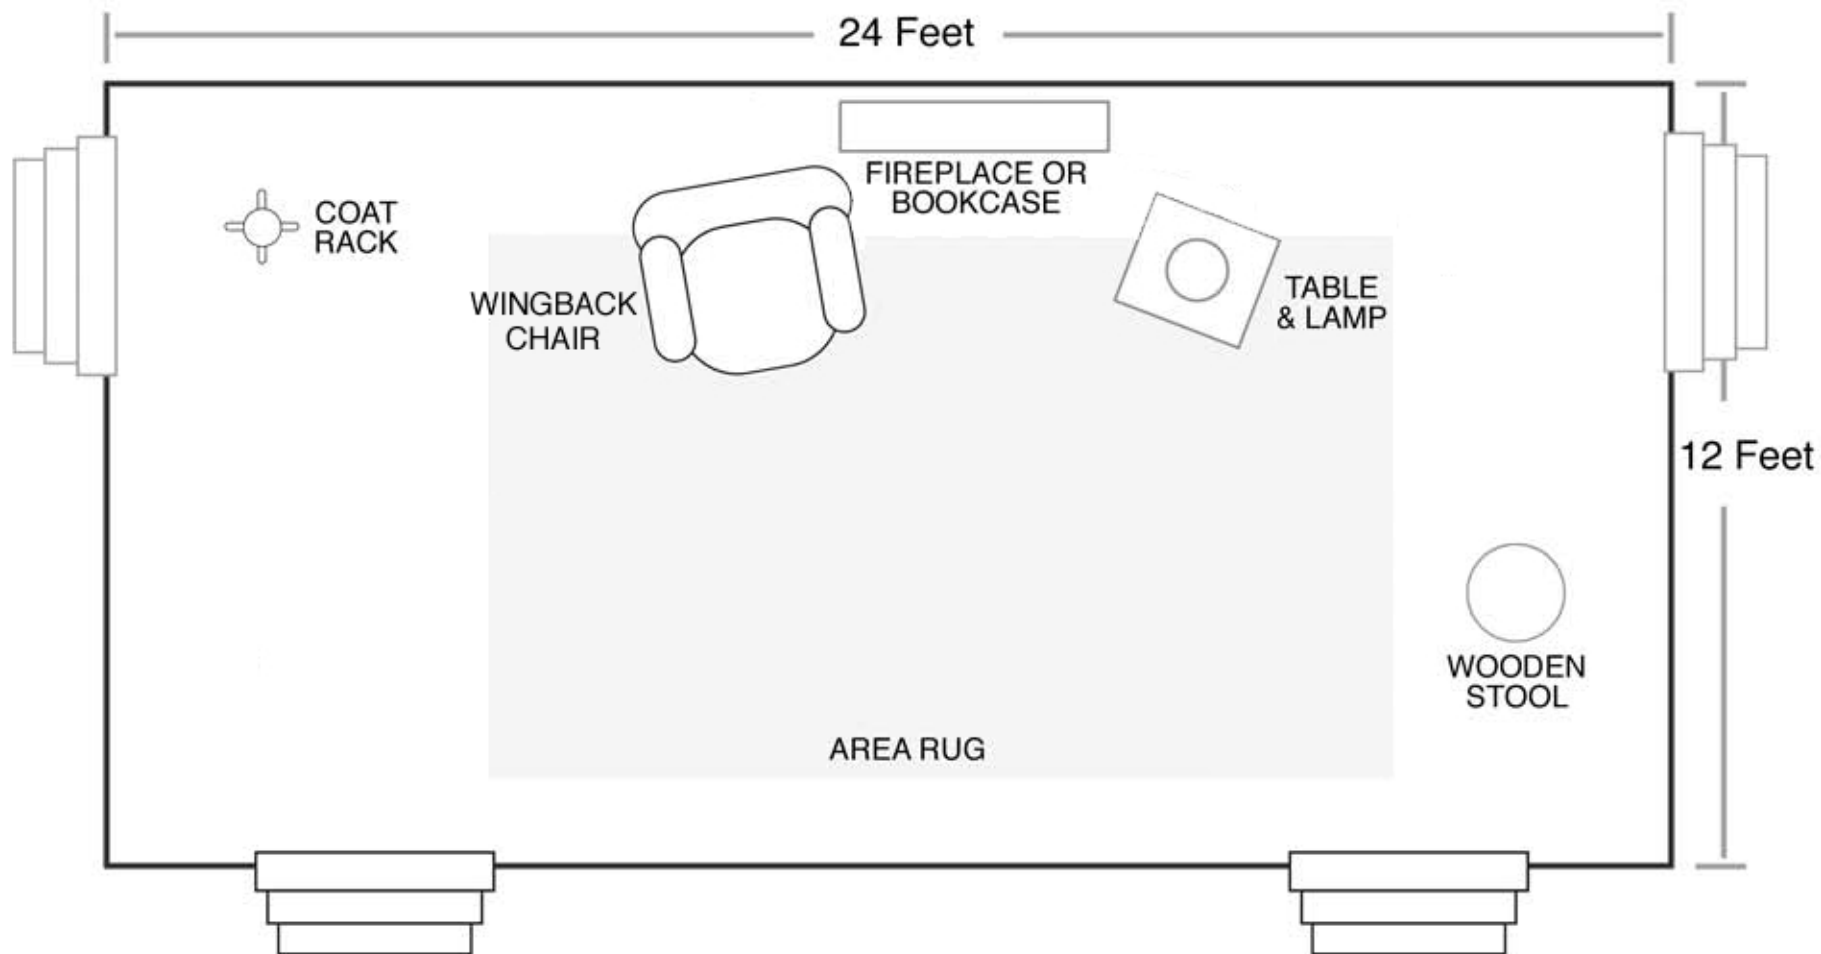 24 Feet
FIREPLACE OR
BOOKCASE
COAT
RACK
WINGBACK
CHAIR
TABLE
& LAMP
12 Feet
WOODEN
STOOL
AREA RUG